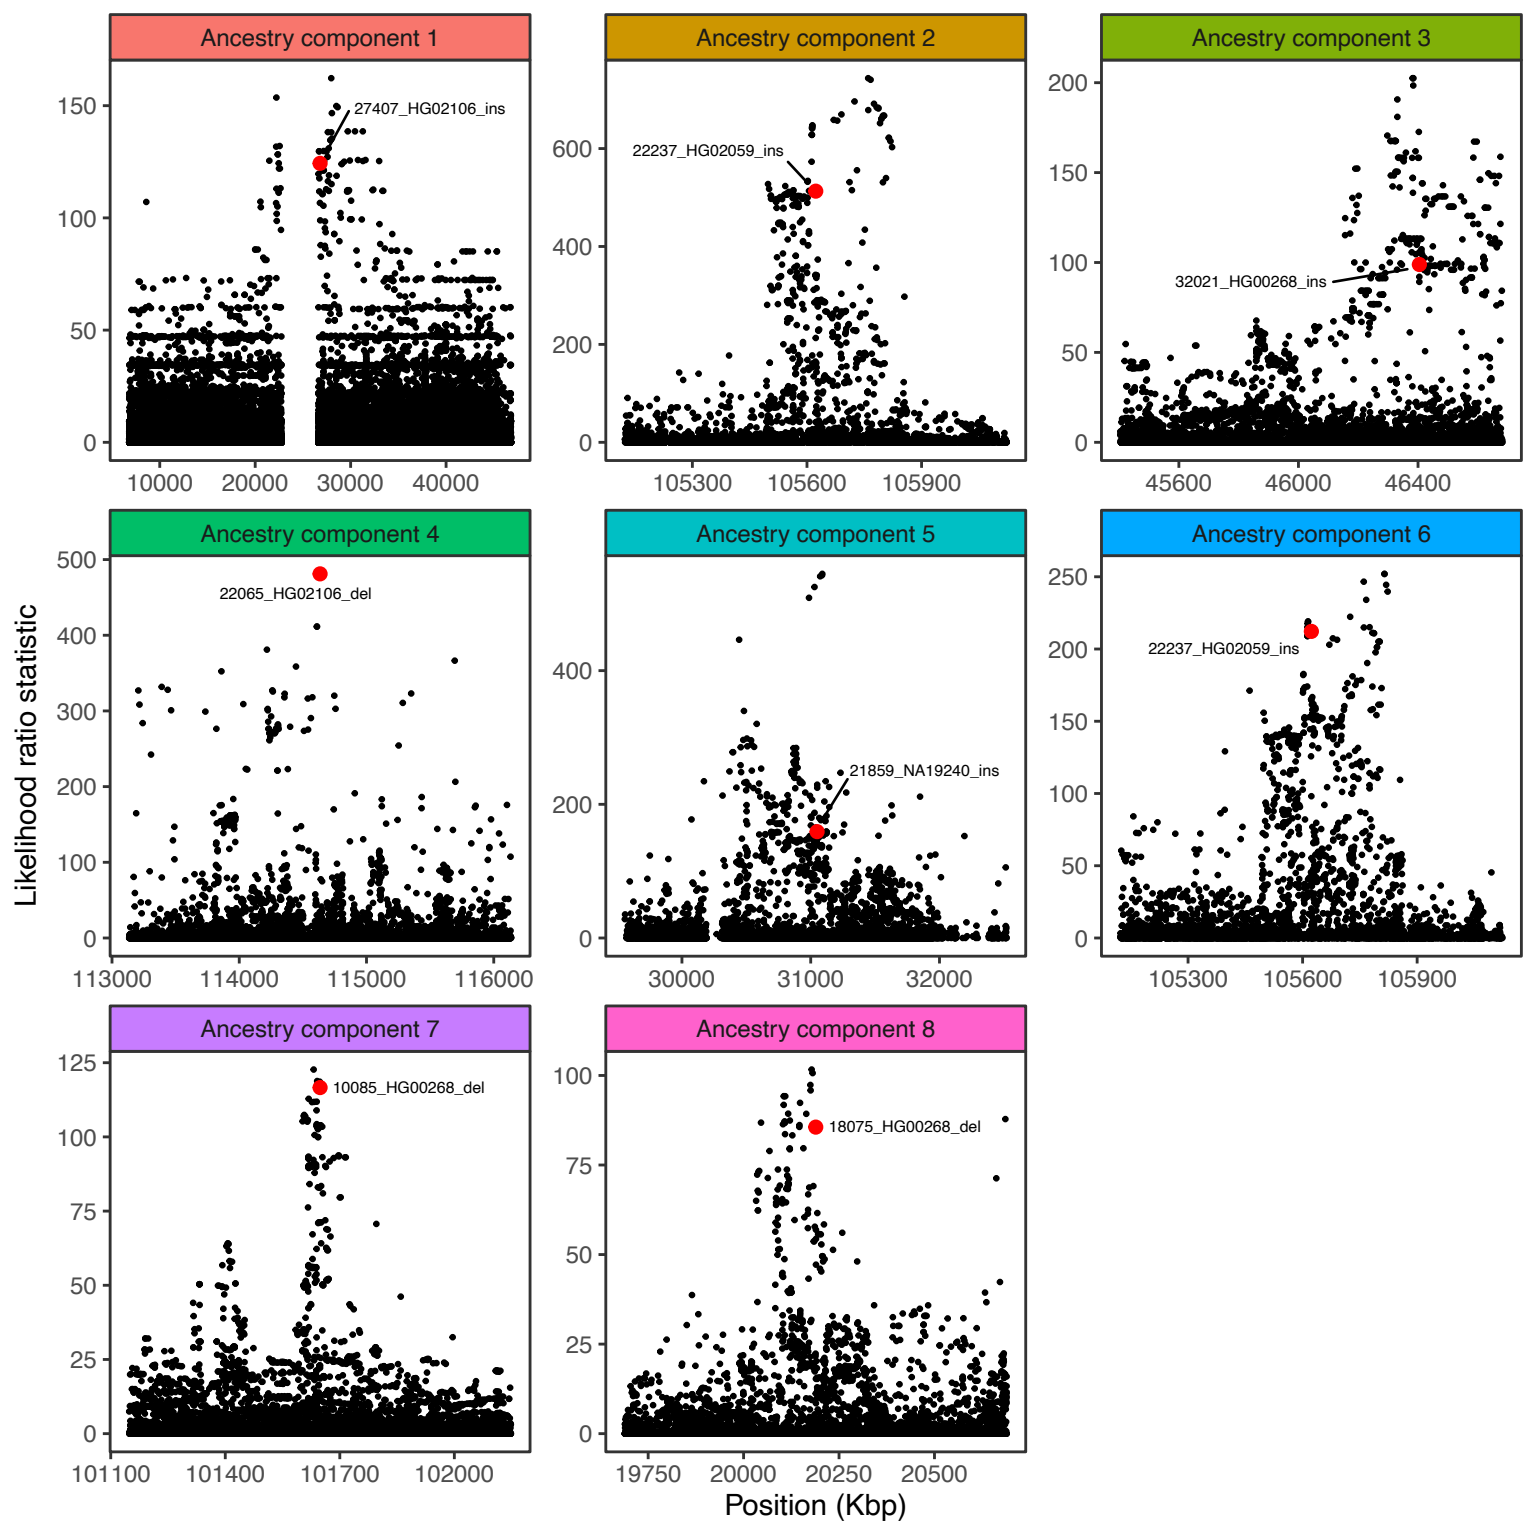 Ancestry component 1
Ancestry component 2
Ancestry component 3
150
100
50
0
27407_HG02106_ins
10000 20000 30000 40000
600
400
200
0
22237_HG02059_ins
105300 105600 105900
200
150
100
50
0
32021_HG00268_ins
45600 46000 46400
Ancestry component 4
Ancestry component 5
Ancestry component 6
Likelihood ratio statistic
500
400
300
200
100
0
22065_HG02106_del
113000 114000 115000 116000
400
200
0
21859_NA19240_ins
30000 31000 32000
250
200
150
100
50
0
22237_HG02059_ins
105300 105600 105900
Ancestry component 7
Ancestry component 8
125
100
75
50
25
0
10085_HG00268_del
101100 101400 101700 102000
100
75
50
25
0
18075_HG00268_del
19750 20000 20250 20500
Position (Kbp)